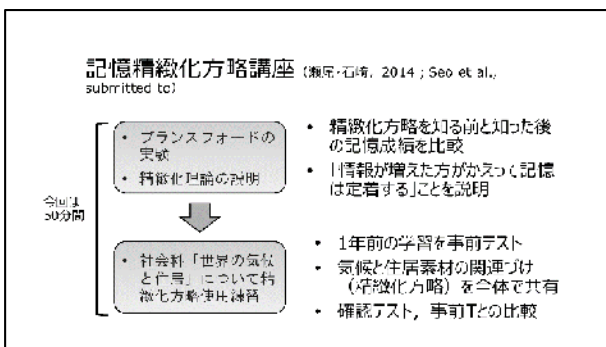 記憶精緻化方略講座 (瀬尾・石崎, 2014 ; Seo et al.,
submitted to)
今回は
50分間
• ブランスフォードの
実験
• 精緻化理論の説明
• 精緻化方略を知る前と知った後
の記憶成績を比較
• 「情報が増えた方がかえって記憶
は定着する」ことを説明
• 社会科「世界の気候
と住居」について精
緻化方略使用練習
• 1年前の学習を事前テスト
• 気候と住居素材の関連づけ
（精緻化方略）を全体で共有
• 確認テスト，事前Tとの比較